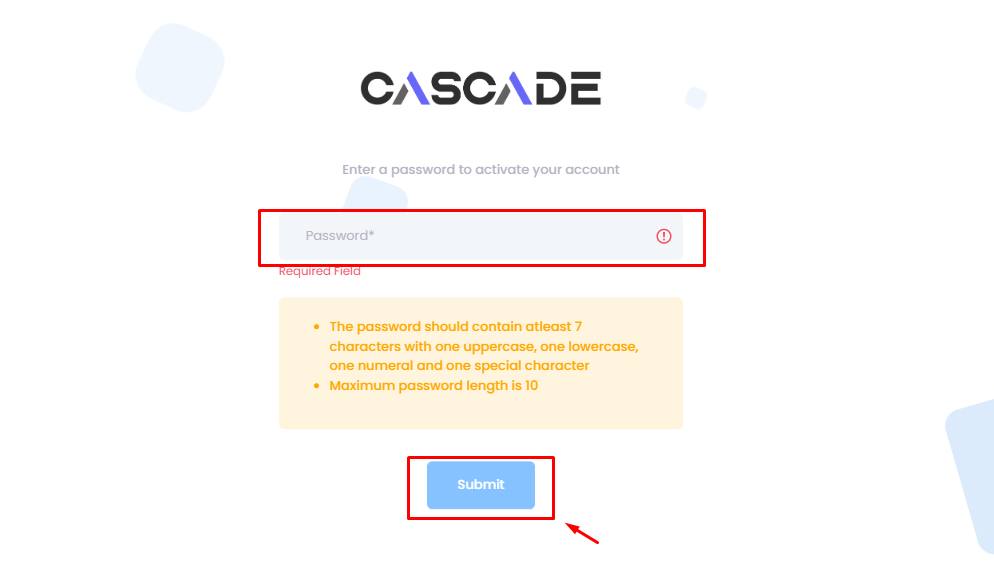 CASCADE
Enter a password to activate your account
Password*
Required Field
• The password should contain atleast 7
characters with one uppercase, one lowercase,
one numeral and one special character
• Maximum password length is 10
Submit